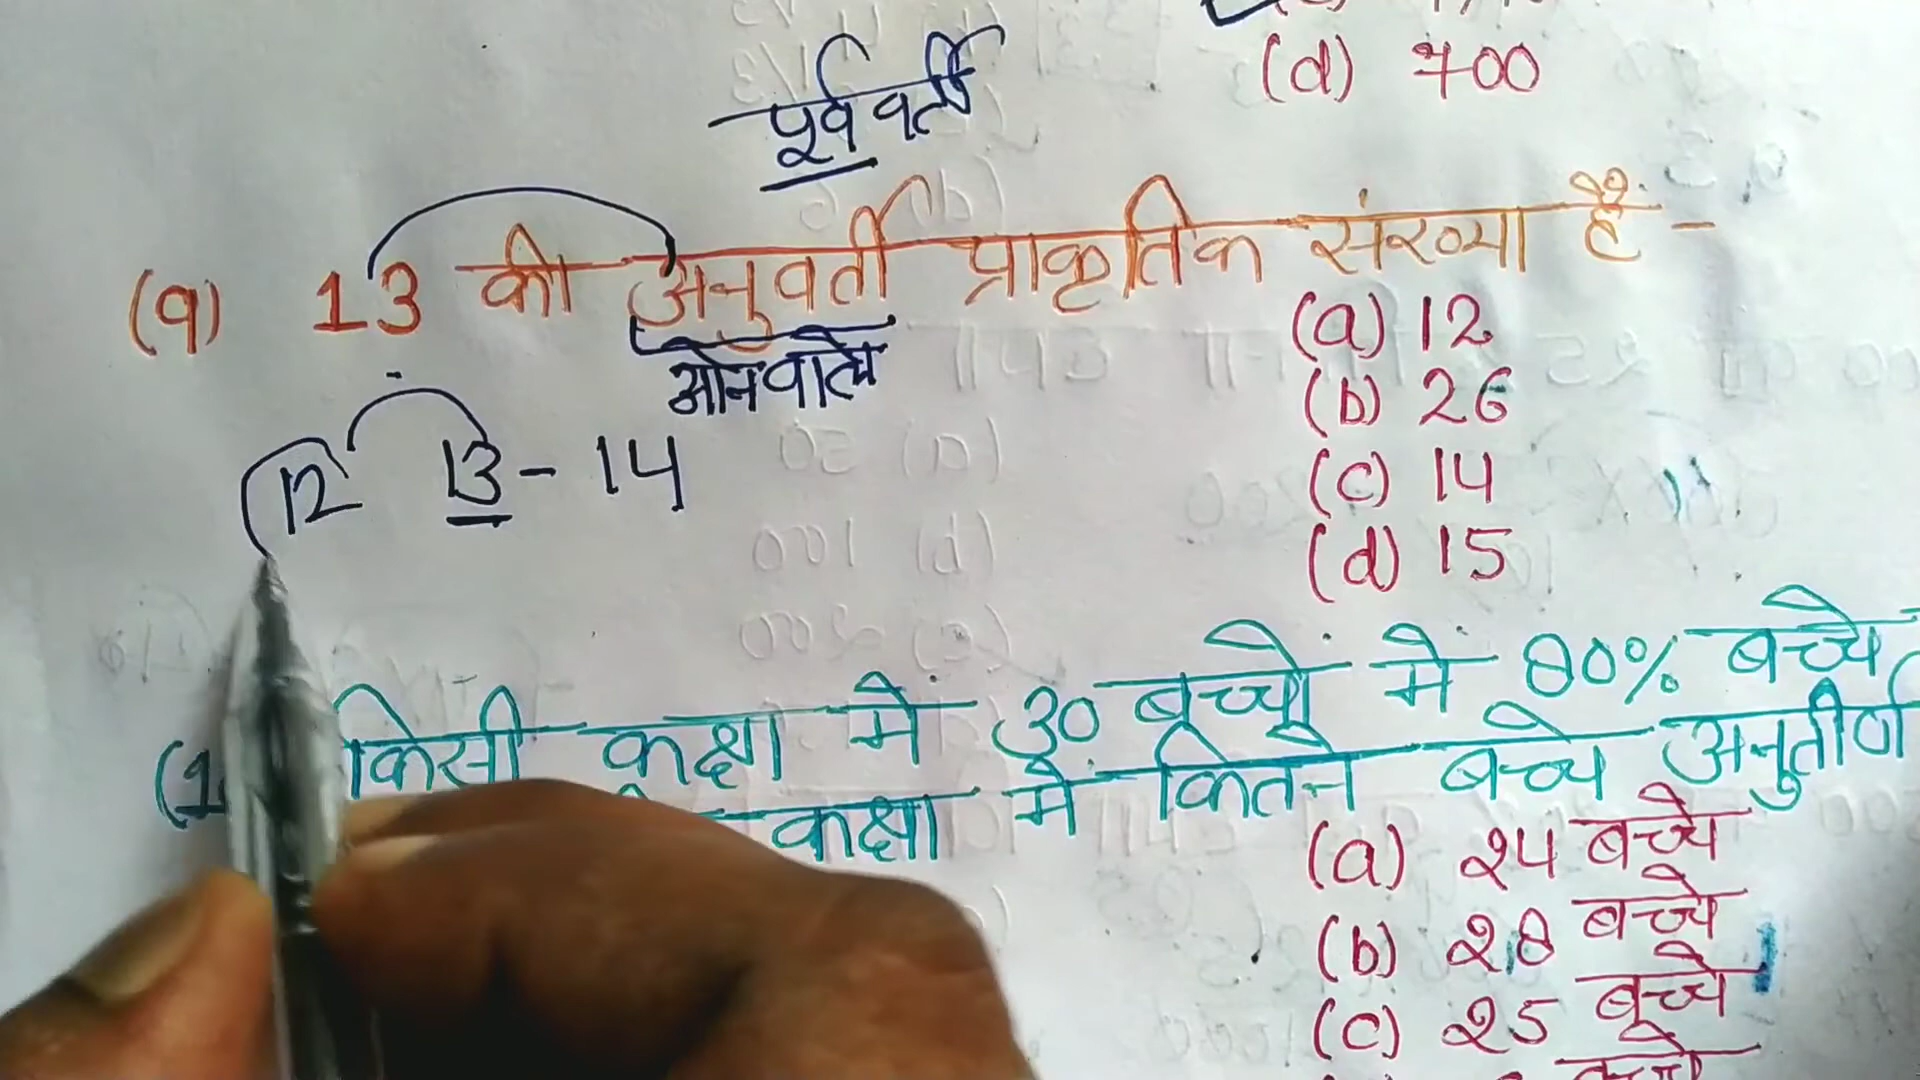 (d) 700
पूर्ववर्ती
(9) 13 की अनुवर्ती प्राकृतिक संख्या है -
आनेवाले
12 13 - 14
(a) 12
(b) 26
(c) 14
(d) 15
किसी कक्षा में 30 बच्चों में 80% बच्चे
कक्षा में कितने बच्चे अनुतीर्ण
(a) 24 बच्चे
(b) 28 बच्चे
(c) 25 बच्चे